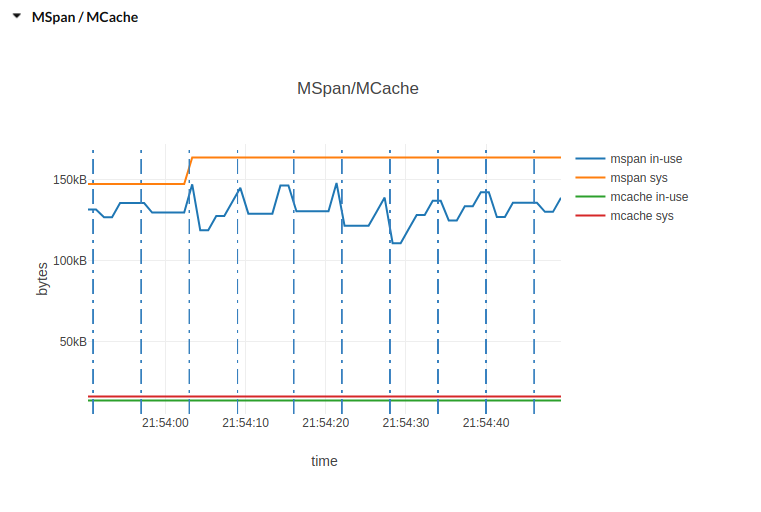 MSpan / MCache
MSpan/MCache
150kB
100kB
50kB
bytes
21:54:00
21:54:10
21:54:20
21:54:30
21:54:40
time
mspan in-use
mspan sys
mcache in-use
mcache sys